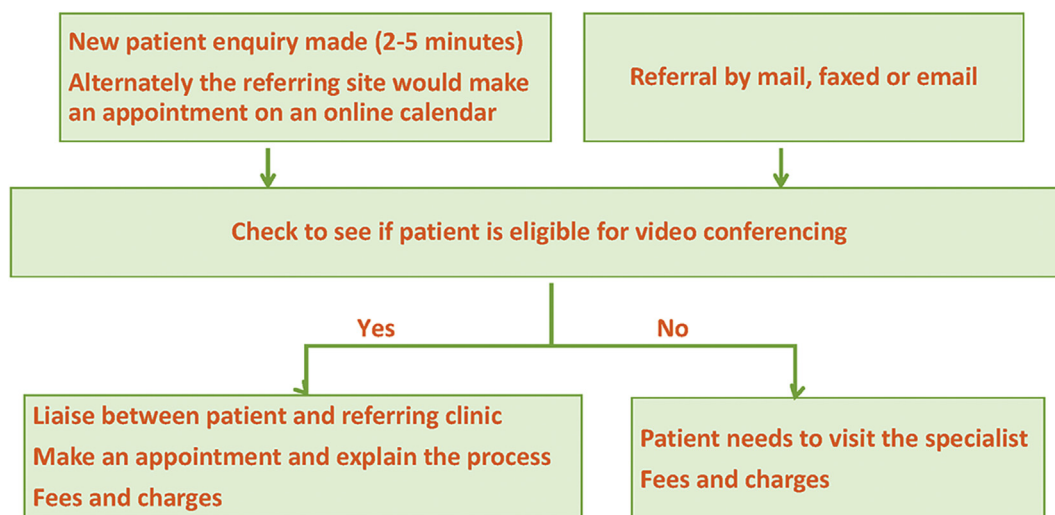 New patient enquiry made (2-5 minutes)
Alternately the referring site would make
an appointment on an online calendar
Referral by mail, faxed or email
Check to see if patient is eligible for video conferencing
Yes
No
Liaise between patient and referring clinic
Make an appointment and explain the process
Fees and charges
Patient needs to visit the specialist
Fees and charges